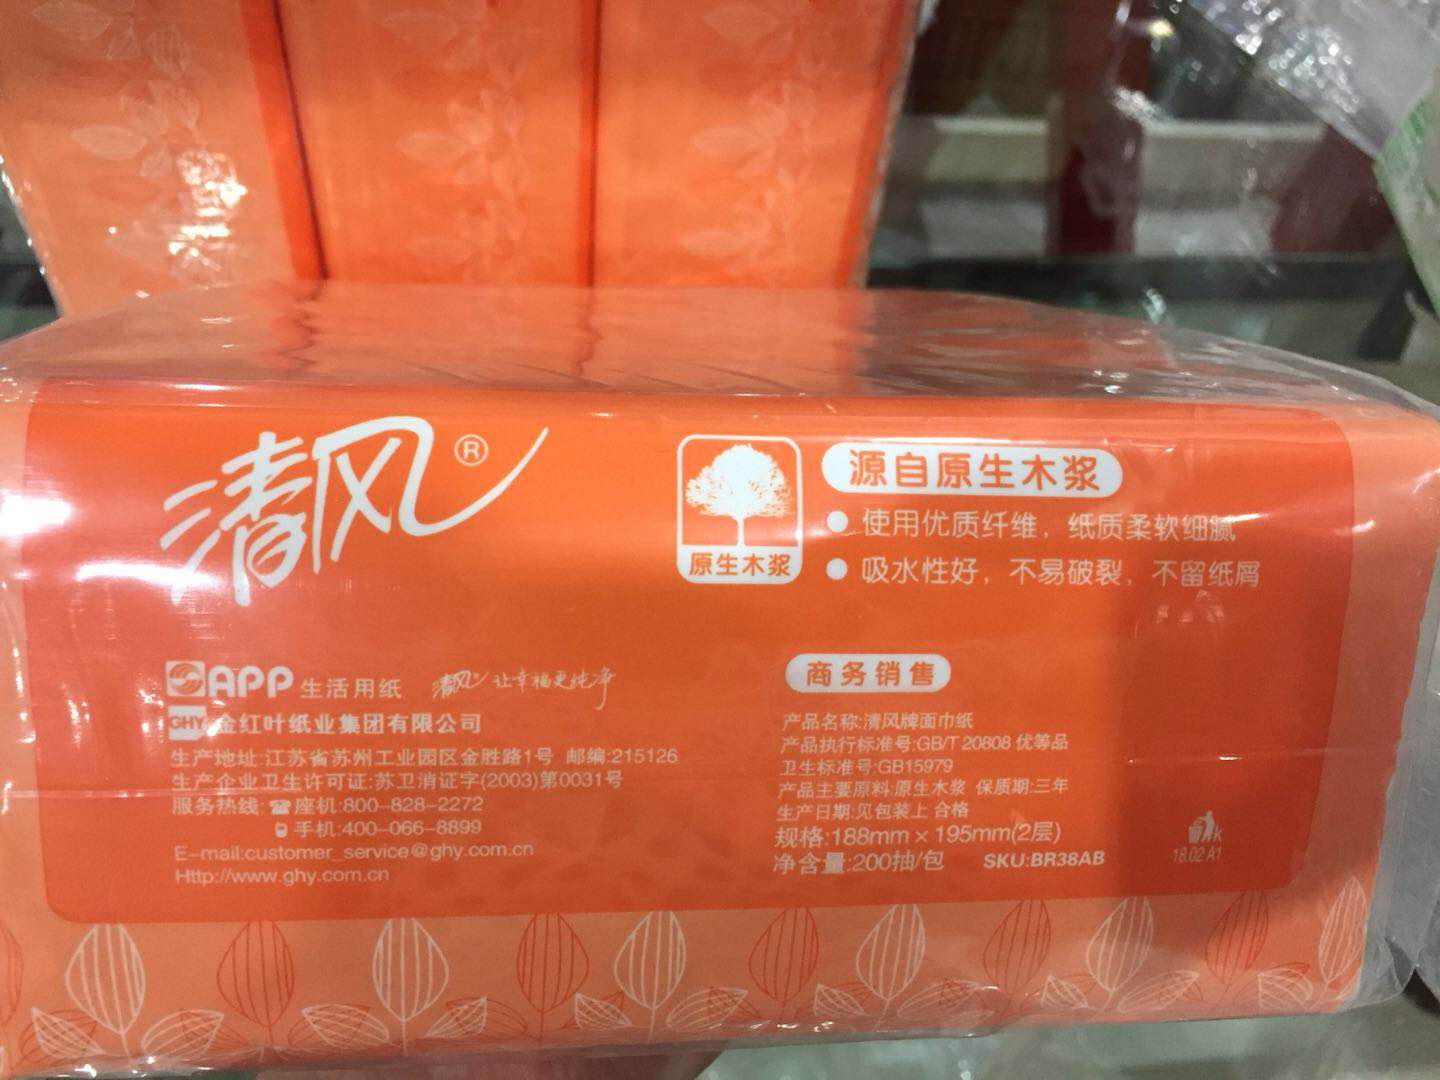 清风®
原生木浆
源自原生木浆
使用优质纤维，纸质柔软细腻
吸水性好，不易破裂，不留纸屑
APP 生活用纸 清风 让幸福更纯净
GHY 金红叶纸业集团有限公司
生产地址:江苏省苏州工业园区金胜路1号 邮编:215126
生产企业卫生许可证:苏卫消证字(2003)第0031号
服务热线:☎座机:800-828-2272
手机:400-066-8899
E-mail:customer_service@ghy.com.cn
Http://www.ghy.com.cn
商务销售
产品名称:清风牌面巾纸
产品执行标准号:GB/T 20808 优等品
卫生标准号:GB15979
产品主要原料:原生木浆 保质期:三年
生产日期:见包装上 合格
规格:188mm×195mm(2层)
净含量:200抽/包 SKU:BR38AB
K
18.02 A1